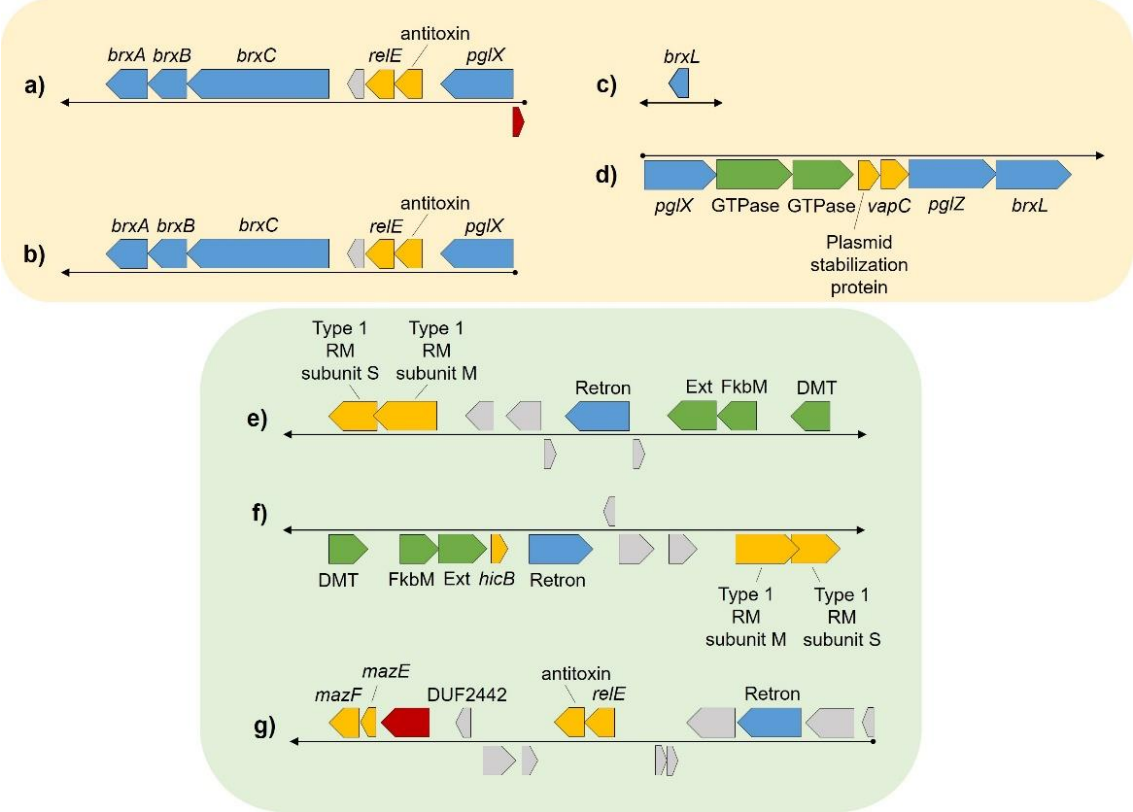 antitoxin
brxA brxB brxC relE pglX
a)
antitoxin
brxA brxB brxC relE pglX
b)
brxL
c)
d)
pglX GTPase GTPase vapC pglZ brxL
Plasmid
stabilization
protein
Type 1
RM
subunit S
Type 1
RM
subunit M
Retron Ext FkbM DMT
e)
f)
DMT FkbM Ext hicB Retron
Type 1
RM
subunit M
Type 1
RM
subunit S
mazE
mazF DUF2442 antitoxin relE Retron
g)